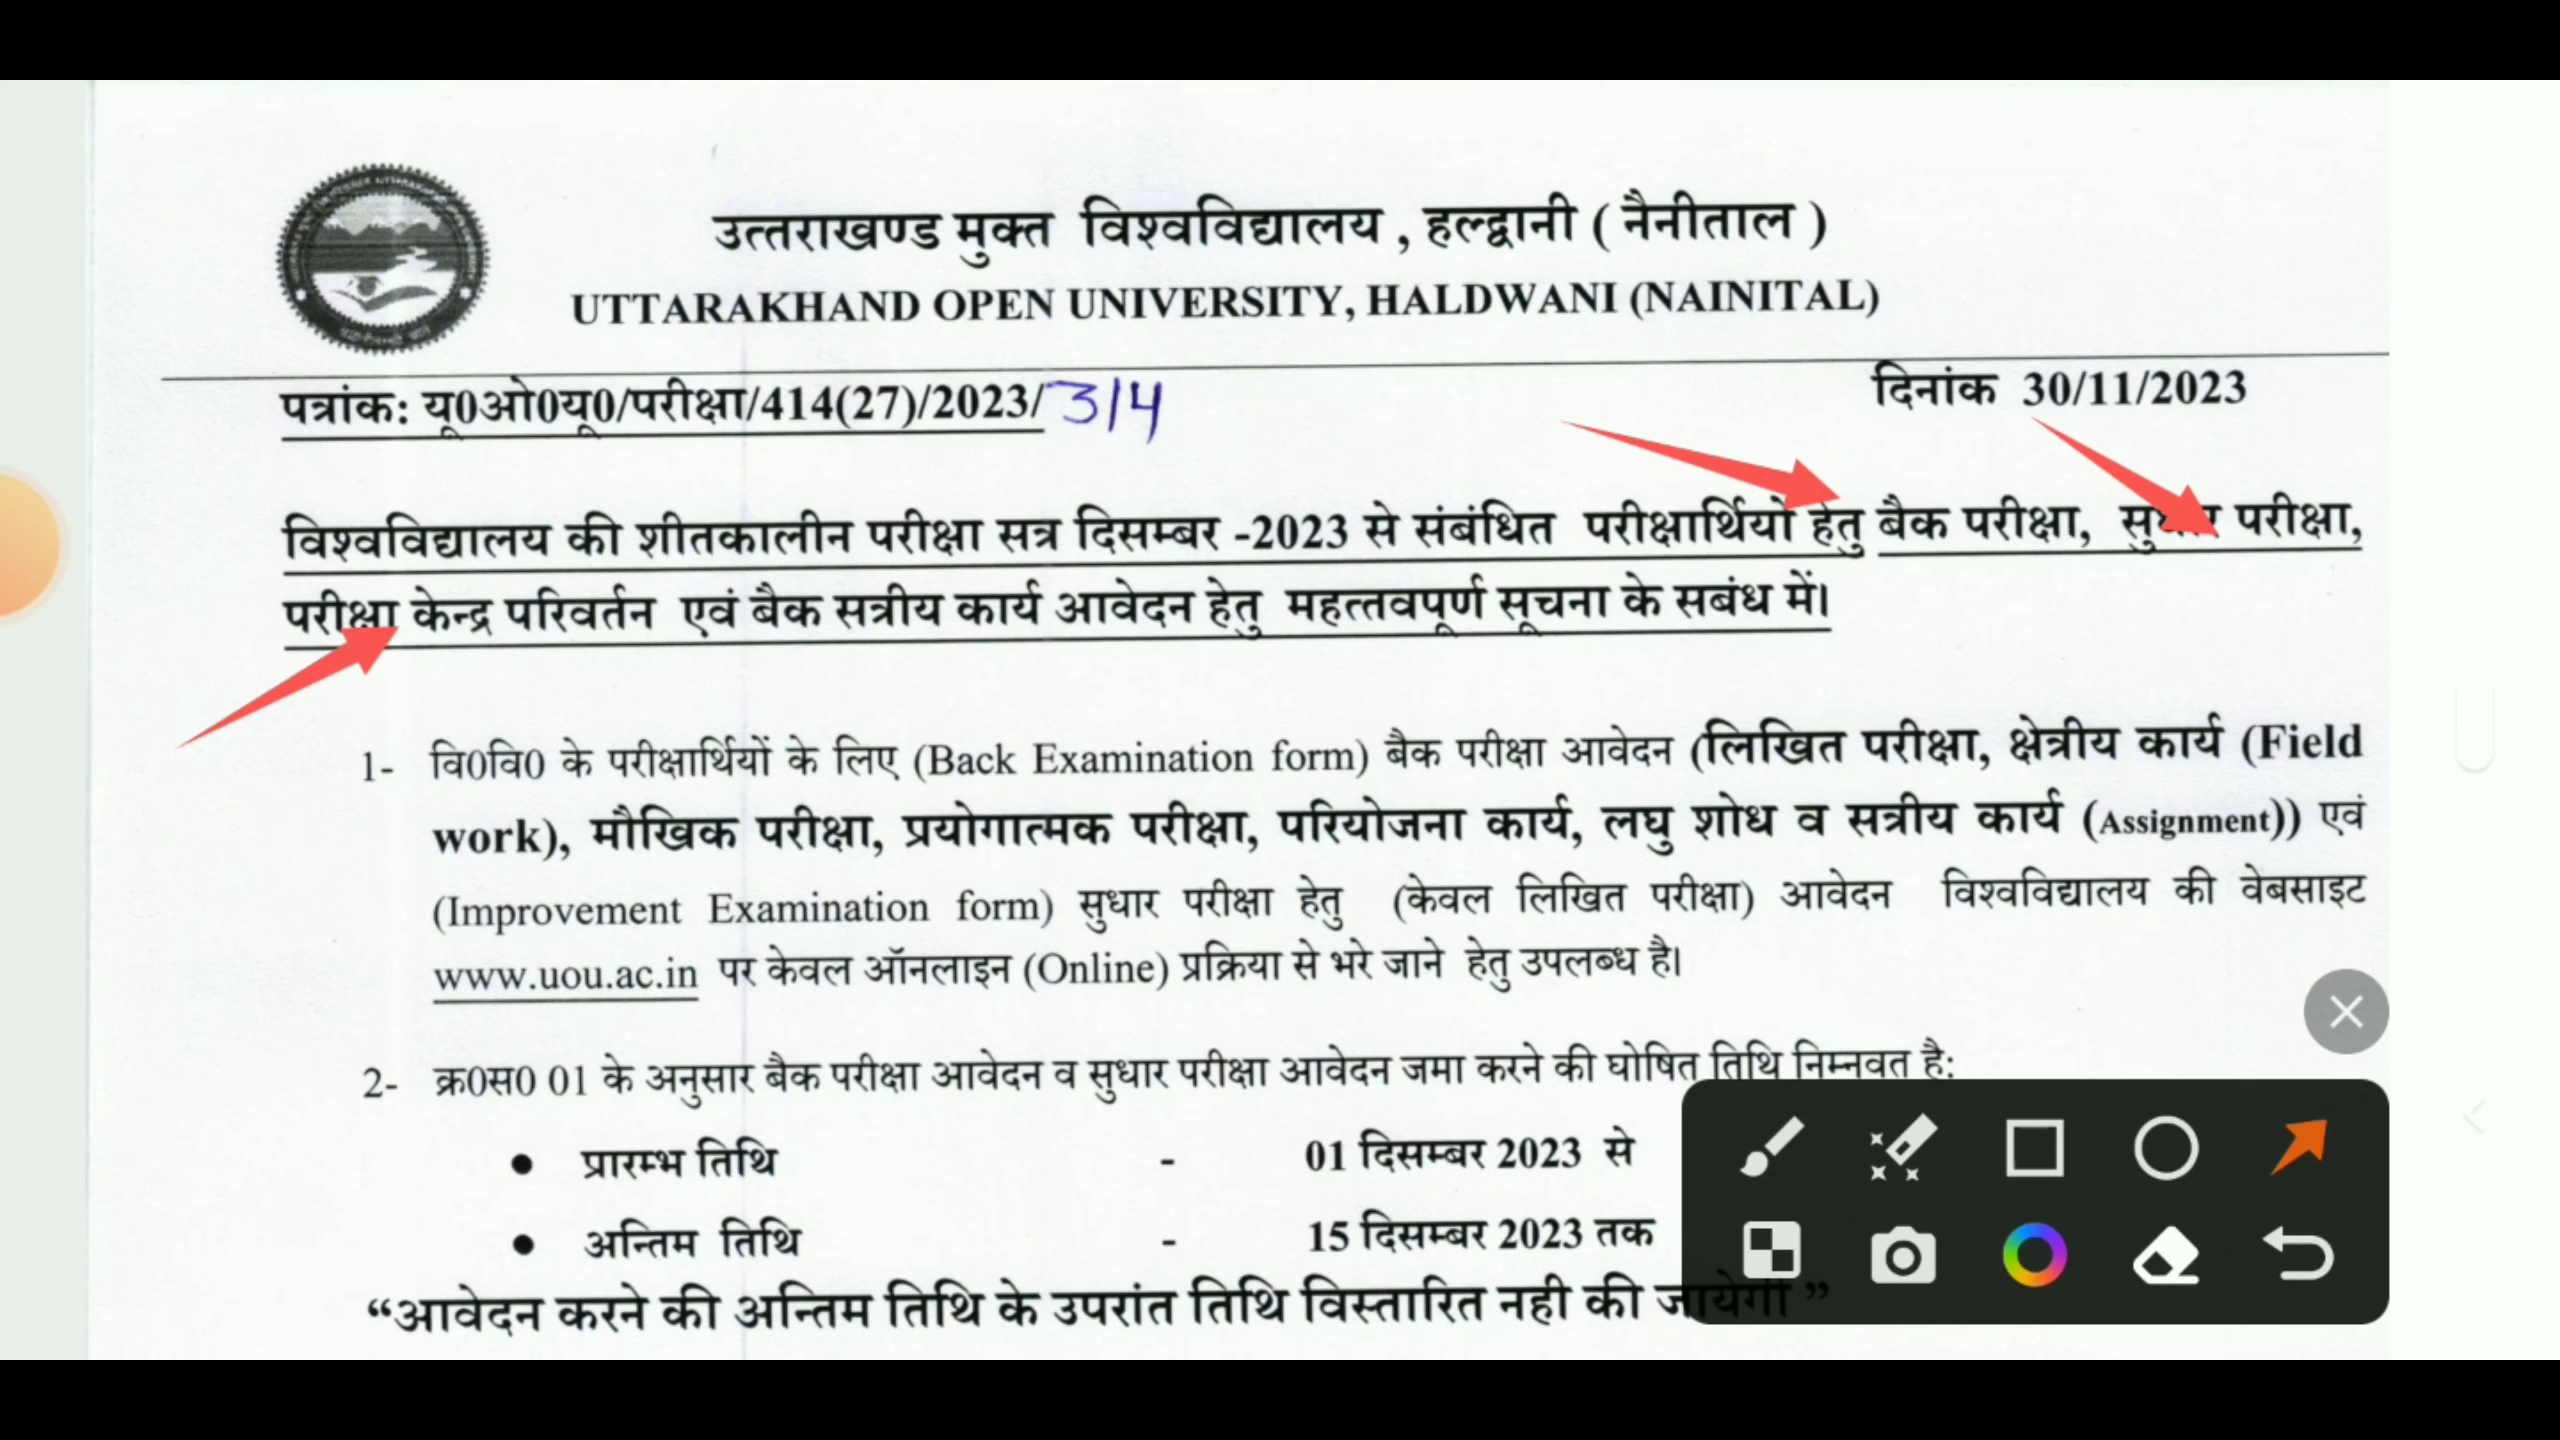 उत्तराखण्ड मुक्त विश्वविद्यालय , हल्द्वानी ( नैनीताल )
UTTARAKHAND OPEN UNIVERSITY, HALDWANI (NAINITAL)
पत्रांक: यू0ओ0यू0/परीक्षा/414(27)/2023/314 दिनांक 30/11/2023
विश्वविद्यालय की शीतकालीन परीक्षा सत्र दिसम्बर -2023 से संबंधित परीक्षार्थियों हेतु बैक परीक्षा, सुधार परीक्षा,
परीक्षा केन्द्र परिवर्तन एवं बैक सत्रीय कार्य आवेदन हेतु महत्तवपूर्ण सूचना के सबंध में।
1- वि0वि0 के परीक्षार्थियों के लिए (Back Examination form) बैक परीक्षा आवेदन (लिखित परीक्षा, क्षेत्रीय कार्य (Field
work), मौखिक परीक्षा, प्रयोगात्मक परीक्षा, परियोजना कार्य, लघु शोध व सत्रीय कार्य (Assignment)) एवं
(Improvement Examination form) सुधार परीक्षा हेतु (केवल लिखित परीक्षा) आवेदन विश्वविद्यालय की वेबसाइट
www.uou.ac.in पर केवल ऑनलाइन (Online) प्रक्रिया से भरे जाने हेतु उपलब्ध है।
2- क्र0स0 01 के अनुसार बैक परीक्षा आवेदन व सुधार परीक्षा आवेदन जमा करने की घोषित तिथि निम्नवत है:
• प्रारम्भ तिथि - 01 दिसम्बर 2023 से
• अन्तिम तिथि - 15 दिसम्बर 2023 तक
“आवेदन करने की अन्तिम तिथि के उपरांत तिथि विस्तारित नही की जायेगी ”